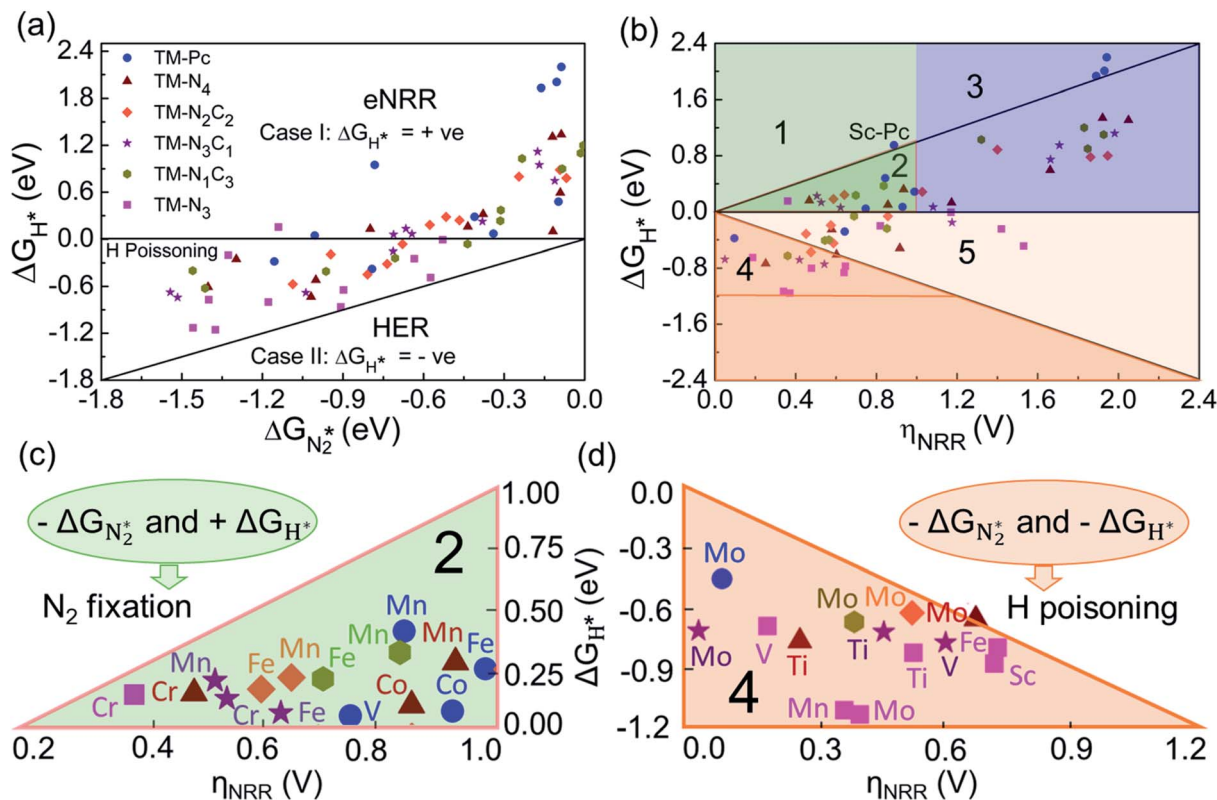 (a)
2.4
1.8
1.2
0.6
0.0
-0.6
-1.2
-1.8
ΔG_H* (eV)
TM-Pc
TM-N₄
TM-N₂C₂
TM-N₃C₁
TM-N₁C₃
TM-N₃
eNRR
Case I: ΔG_H* = + ve
H Poissoning
HER
Case II: ΔG_H* = - ve
-1.8 -1.5 -1.2 -0.9 -0.6 -0.3 0.0
ΔG_N₂* (eV)
(b)
2.4
1.2
0.0
-1.2
-2.4
ΔG_H* (eV)
1
3
Sc-Pc
2
4
5
0.0 0.4 0.8 1.2 1.6 2.0 2.4
η_NRR (V)
(c)
- ΔG_N₂* and + ΔG_H*
N₂ fixation
2
1.00
0.75
0.50
0.25
0.00
ΔG_H* (eV)
Mn
Mn
Mn
Fe
Mn
Fe
Fe
Mn
Cr
Cr
Cr
Fe
V
Co
Co
0.2 0.4 0.6 0.8 1.0
η_NRR (V)
(d)
- ΔG_N₂* and - ΔG_H*
H poisoning
0.0
-0.3
-0.6
-0.9
-1.2
4
Mo
Mo
Mo
Mo
Mo
V
Ti
Ti
Ti
V
Fe
Sc
Mn
Mo
0.0 0.3 0.6 0.9 1.2
η_NRR (V)